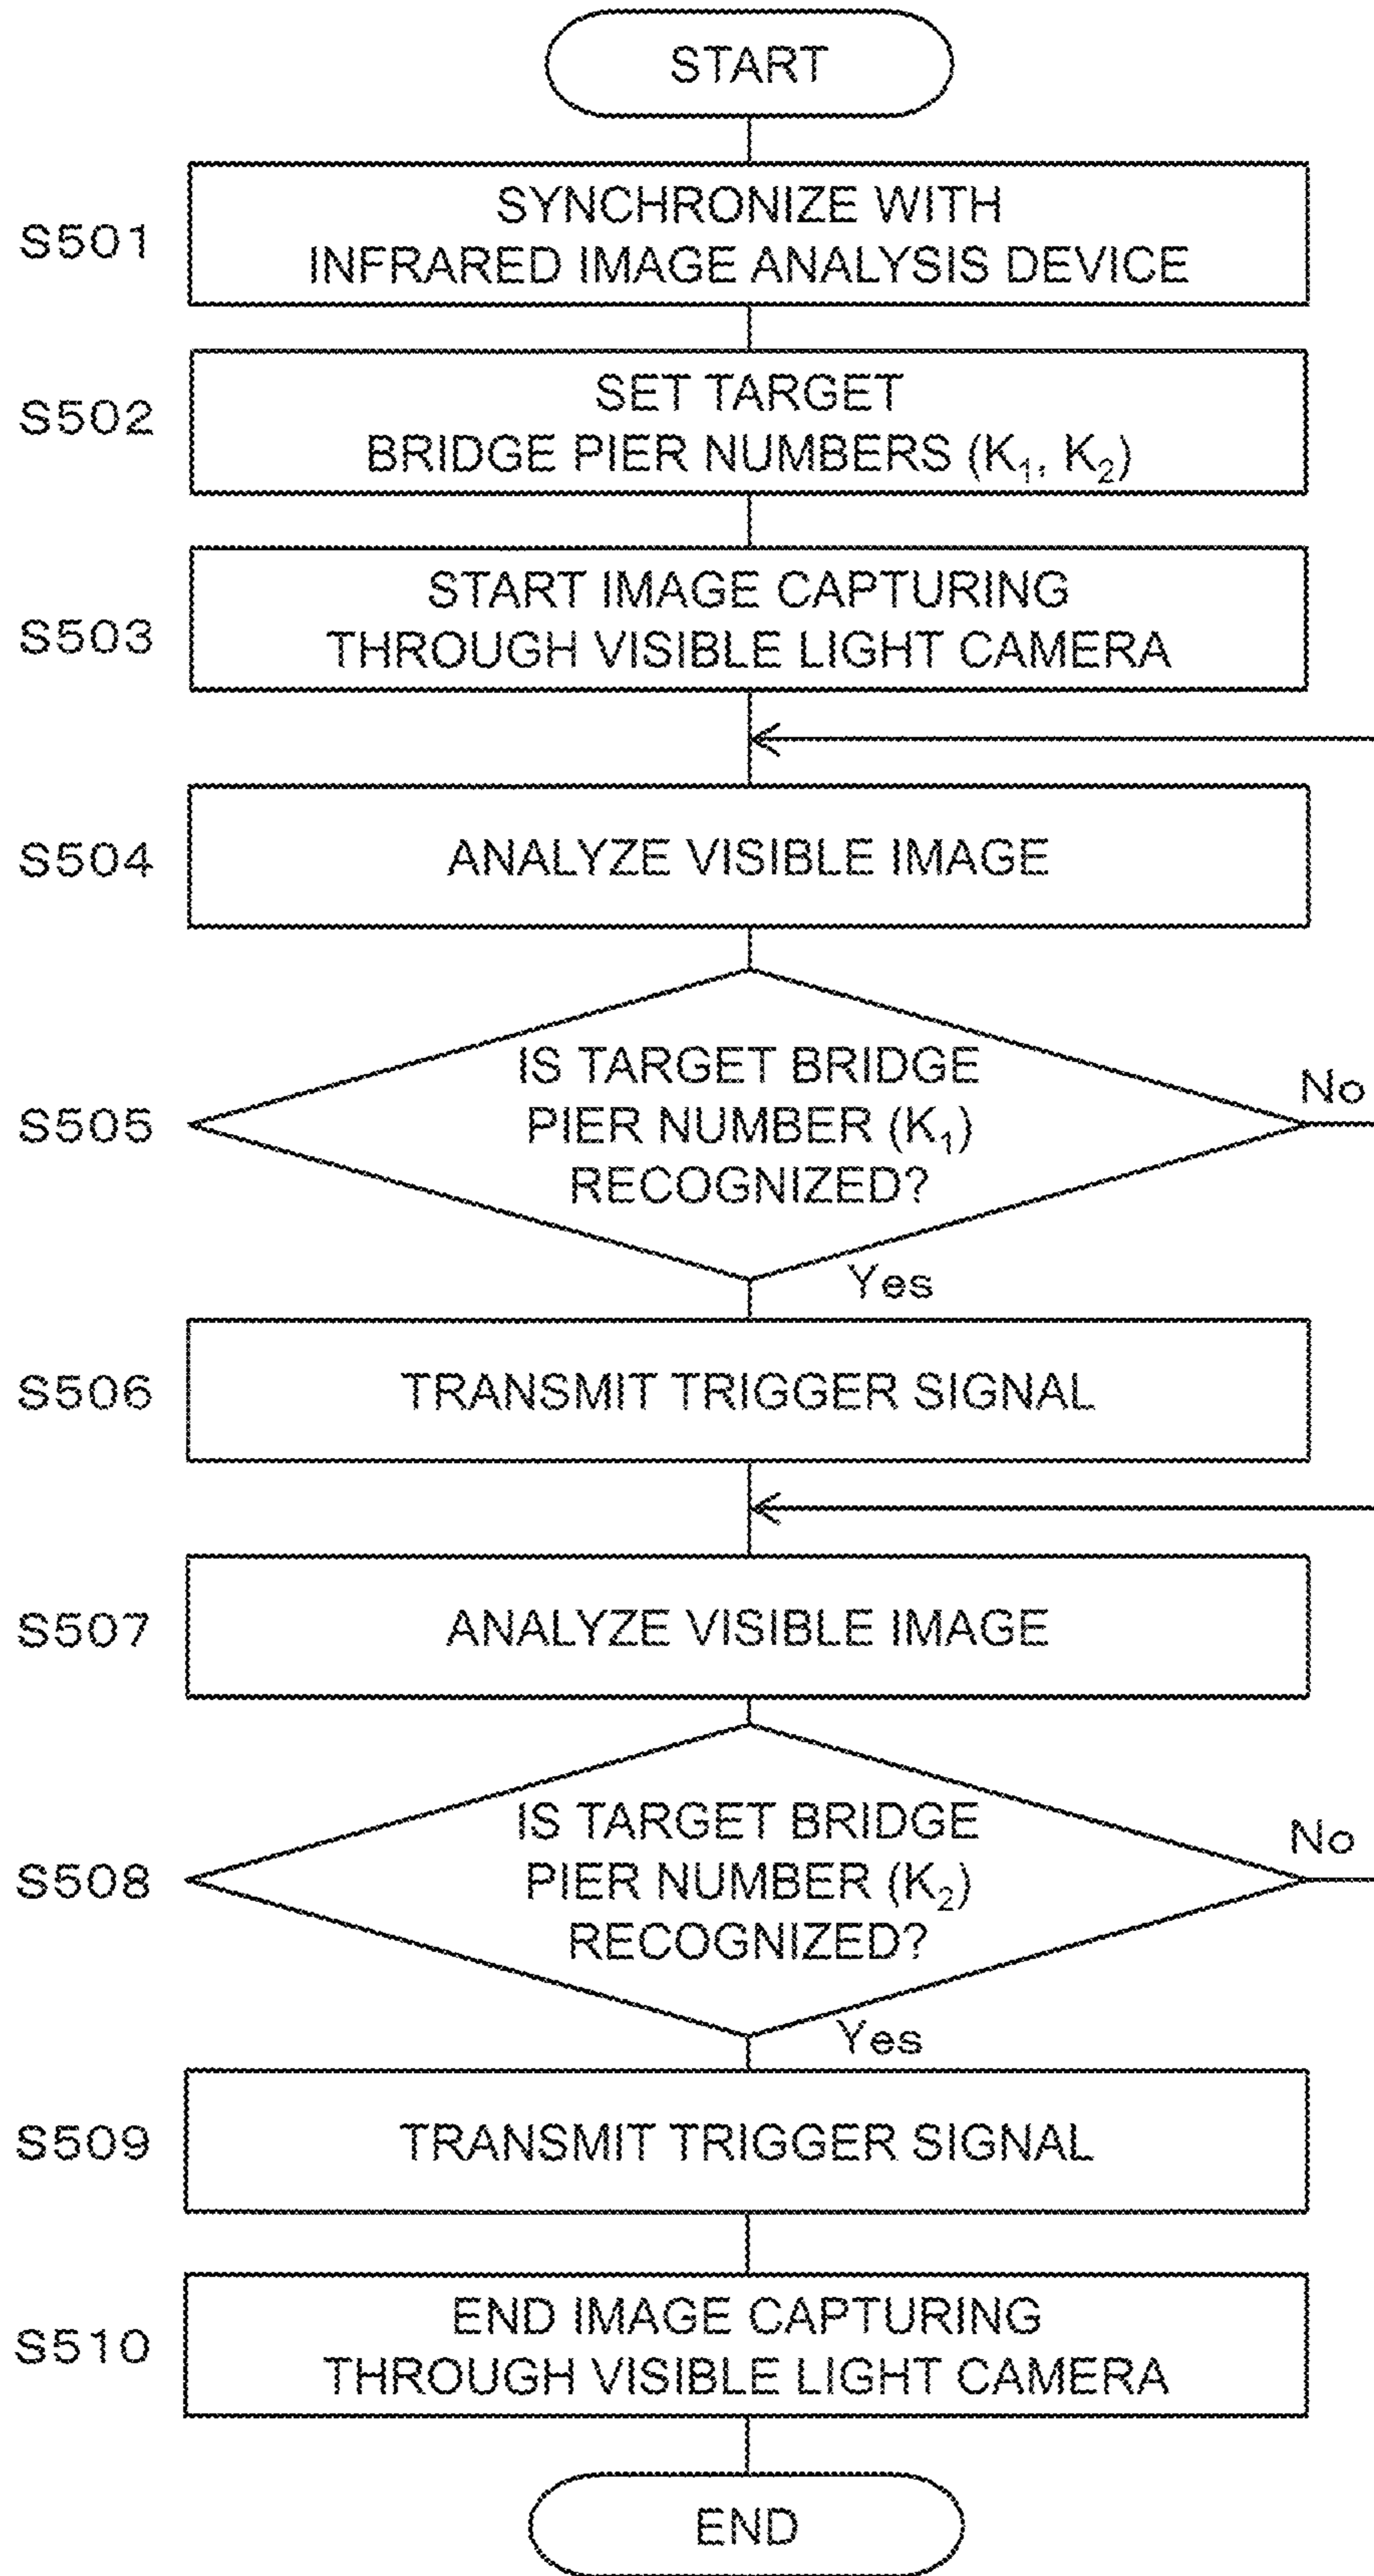 START
S501
SYNCHRONIZE WITH
INFRARED IMAGE ANALYSIS DEVICE
S502
SET TARGET
BRIDGE PIER NUMBERS (K₁, K₂)
S503
START IMAGE CAPTURING
THROUGH VISIBLE LIGHT CAMERA
S504
ANALYZE VISIBLE IMAGE
S505
IS TARGET BRIDGE
PIER NUMBER (K₁)
RECOGNIZED?
No
Yes
S506
TRANSMIT TRIGGER SIGNAL
S507
ANALYZE VISIBLE IMAGE
S508
IS TARGET BRIDGE
PIER NUMBER (K₂)
RECOGNIZED?
No
Yes
S509
TRANSMIT TRIGGER SIGNAL
S510
END IMAGE CAPTURING
THROUGH VISIBLE LIGHT CAMERA
END